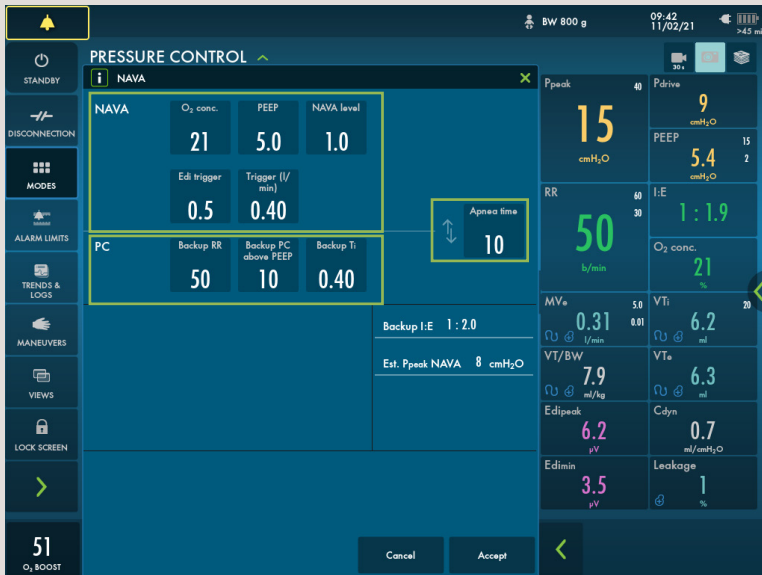 BW 800 g
09:42
11/02/21
>45 mi
STANDBY
DISCONNECTION
MODES
ALARM LIMITS
TRENDS &
LOGS
MANEUVERS
VIEWS
LOCK SCREEN
51
O₂ BOOST
PRESSURE CONTROL
30 s
i NAVA
NAVA
O₂ conc.
21
PEEP
5.0
NAVA level
1.0
Edi trigger
0.5
Trigger (l/
min)
0.40
Apnea time
10
PC
Backup RR
50
Backup PC
above PEEP
10
Backup Ti
0.40
Backup I:E 1 : 2.0
Est. Ppeak NAVA 8 cmH₂O
Cancel
Accept
Ppeak 40
15
cmH₂O
Pdrive
9
cmH₂O
PEEP 15
5.4 2
cmH₂O
RR 60
30
50
b/min
I:E
1 : 1.9
O₂ conc.
21
%
MVe 5.0
0.31 0.01
l/min
VTi 20
6.2
ml
VT/BW
7.9
ml/kg
VTe
6.3
ml
Edipeak
6.2
µV
Cdyn
0.7
ml/cmH₂O
Edimin
3.5
µV
Leakage
1
%